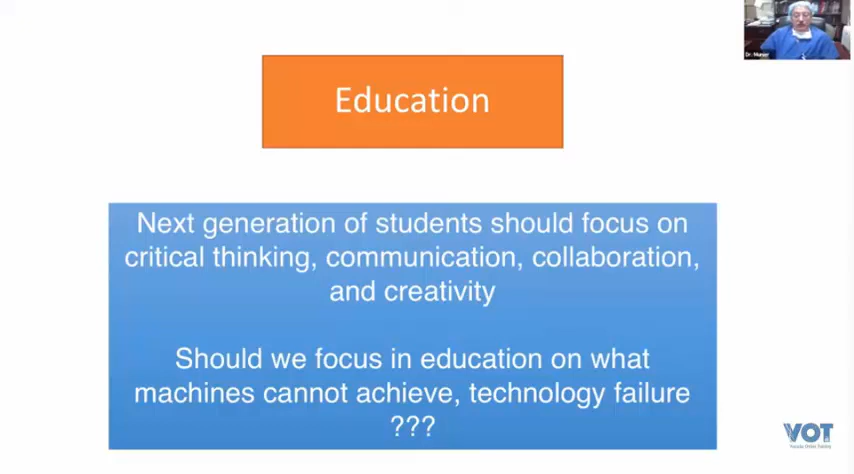 Education
Next generation of students should focus on
critical thinking, communication, collaboration,
and creativity
Should we focus in education on what
machines cannot achieve, technology failure
???
VOT